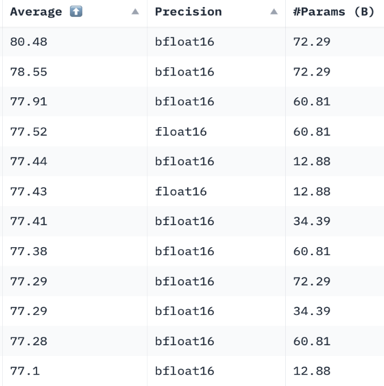 Average ⬆️ ▲ Precision ▲ #Params (B)
80.48 bfloat16 72.29
78.55 bfloat16 72.29
77.91 bfloat16 60.81
77.52 float16 60.81
77.44 bfloat16 12.88
77.43 float16 12.88
77.41 bfloat16 34.39
77.38 bfloat16 60.81
77.29 bfloat16 72.29
77.29 bfloat16 34.39
77.28 bfloat16 60.81
77.1 bfloat16 12.88